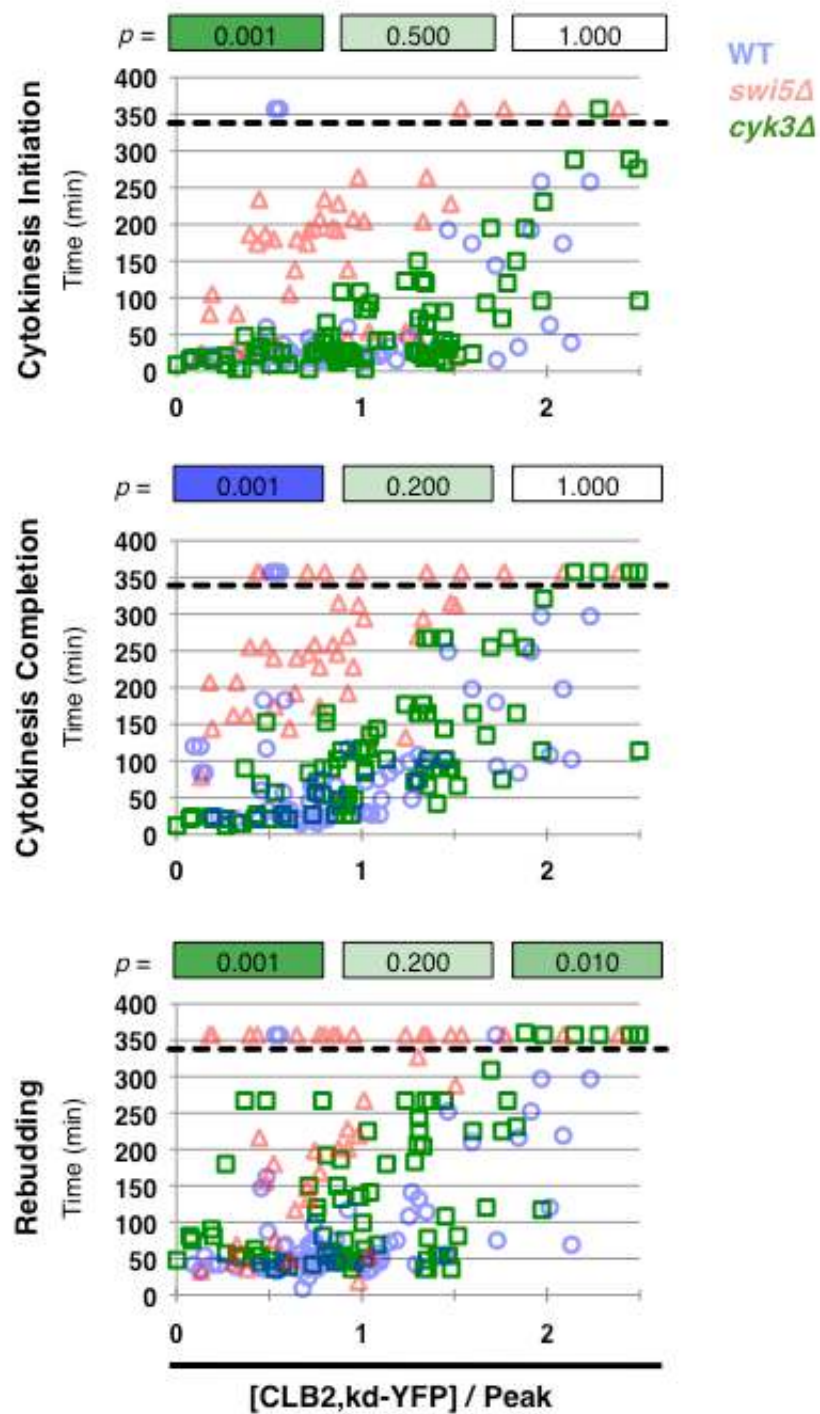 p = 0.001 0.500 1.000
WT
swi5Δ
cyk3Δ
Cytokinesis Initiation
Time (min)
400
350
300
250
200
150
100
50
0
0 1 2
p = 0.001 0.200 1.000
Cytokinesis Completion
Time (min)
400
350
300
250
200
150
100
50
0
0 1 2
p = 0.001 0.200 0.010
Rebudding
Time (min)
400
350
300
250
200
150
100
50
0
0 1 2
[CLB2,kd-YFP] / Peak